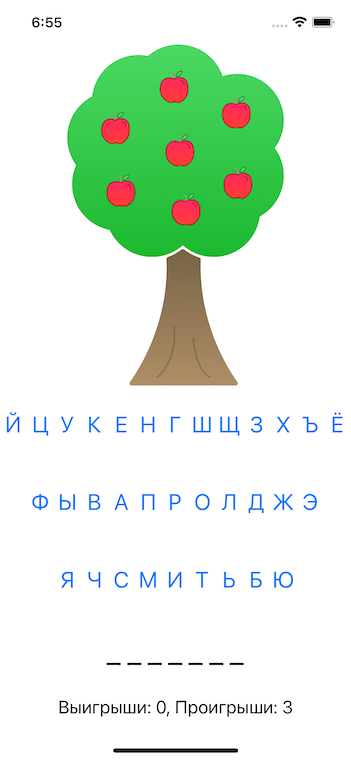 6:55
Й Ц У К Е Н Г Ш Щ З Х Ъ Ё
Ф Ы В А П Р О Л Д Ж Э
Я Ч С М И Т Ь Б Ю
_ _ _ _ _ _ _
Выигрыши: 0, Проигрыши: 3